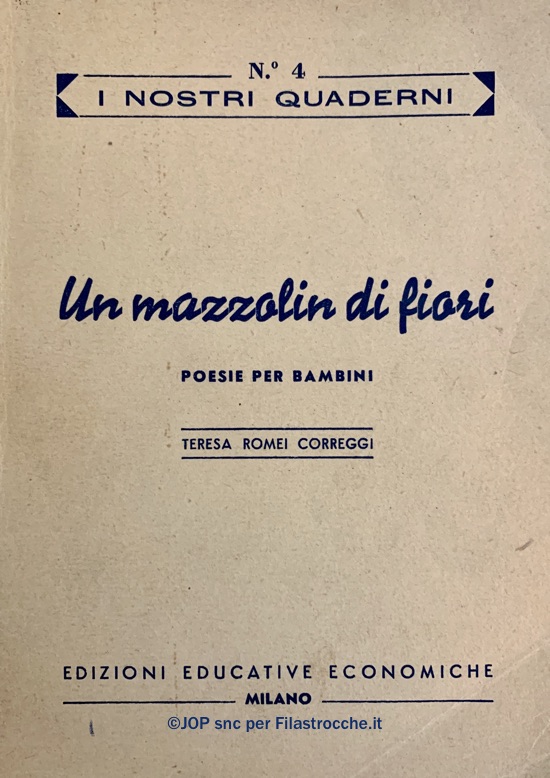 N.º 4
I NOSTRI QUADERNI
Un mazzolin di fiori
POESIE PER BAMBINI
TERESA ROMEI CORREGGI
EDIZIONI EDUCATIVE ECONOMICHE
MILANO
©JOP snc per Filastrocche.it